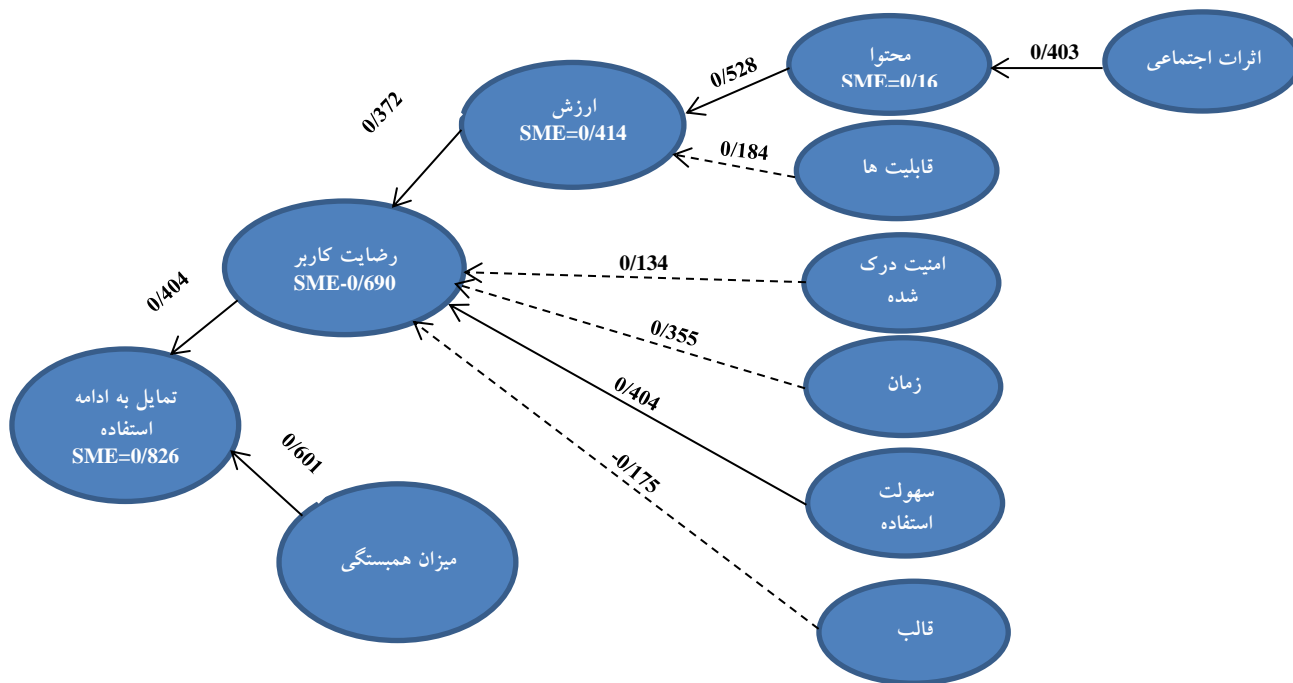 اثرات اجتماعی
0/403
محتوا
SME=0/16
0/528
ارزش
SME=0/414
0/184
قابلیت ها
0/372
رضایت کاربر
SME-0/690
0/134
امنیت درک
شده
0/355
زمان
0/404
سهولت
استفاده
-0/175
قالب
0/404
تمایل به ادامه
استفاده
SME=0/826
0/601
میزان همبستگی